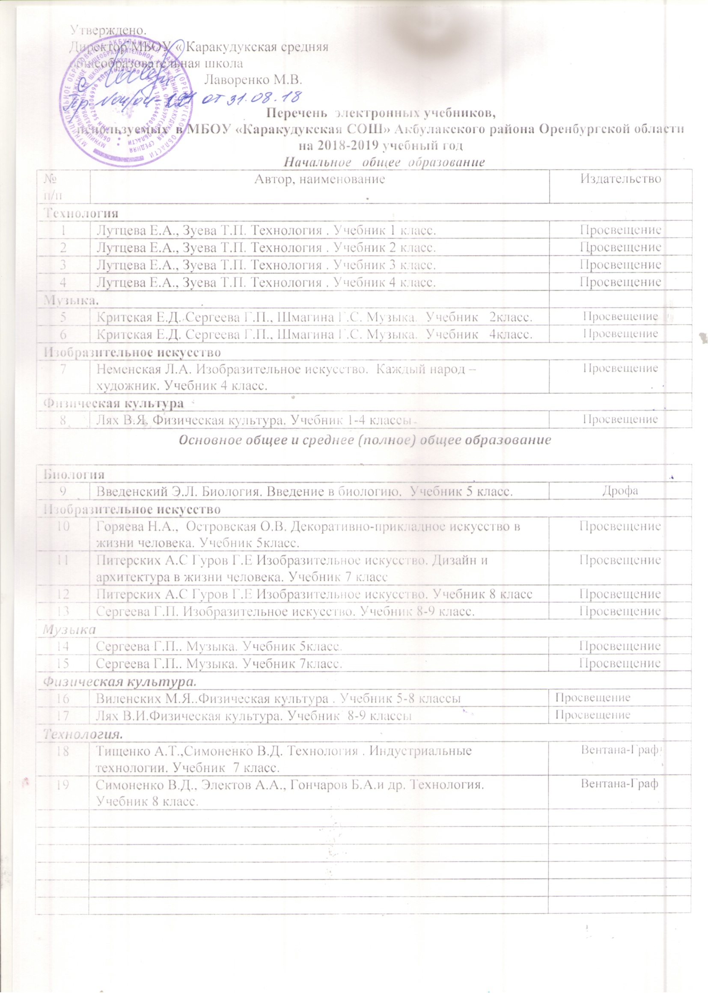 Утверждено.
Директор МБОУ « Каракудукская средняя
общеобразовательная школа
Лаворенко М.В.
от 31.08.18
Перечень электронных учебников,
используемых в МБОУ «Каракудукская СОШ» Акбулакского района Оренбургской области
на 2018-2019 учебный год
Начальное общее образование
№ Автор, наименование Издательство
п/п
Технология
1 Лутцева Е.А., Зуева Т.П. Технология . Учебник 1 класс. Просвещение
2 Лутцева Е.А., Зуева Т.П. Технология . Учебник 2 класс. Просвещение
3 Лутцева Е.А., Зуева Т.П. Технология . Учебник 3 класс. Просвещение
4 Лутцева Е.А., Зуева Т.П. Технология . Учебник 4 класс. Просвещение
Музыка.
5 Критская Е.Д. Сергеева Г.П., Шмагина Г.С. Музыка. Учебник 2класс. Просвещение
6 Критская Е.Д. Сергеева Г.П., Шмагина Г.С. Музыка. Учебник 4класс. Просвещение
Изобразительное искусство
7 Неменская Л.А. Изобразительное искусство. Каждый народ – Просвещение
художник. Учебник 4 класс.
Физическая культура
8 Лях В.Я. Физическая культура. Учебник 1-4 классы Просвещение
Основное общее и среднее (полное) общее образование
Биология
9 Введенский Э.Л. Биология. Введение в биологию. Учебник 5 класс. Дрофа
Изобразительное искусство
10 Горяева Н.А., Островская О.В. Декоративно-прикладное искусство в Просвещение
жизни человека. Учебник 5класс.
11 Питерских А.С Гуров Г.Е Изобразительное искусство. Дизайн и Просвещение
архитектура в жизни человека. Учебник 7 класс
12 Питерских А.С Гуров Г.Е Изобразительное искусство. Учебник 8 класс Просвещение
13 Сергеева Г.П. Изобразительное искусство. Учебник 8-9 класс. Просвещение
Музыка
14 Сергеева Г.П.. Музыка. Учебник 5класс. Просвещение
15 Сергеева Г.П.. Музыка. Учебник 7класс. Просвещение
Физическая культура.
16 Виленских М.Я..Физическая культура . Учебник 5-8 классы Просвещение
17 Лях В.И.Физическая культура. Учебник 8-9 классы Просвещение
Технология.
18 Тищенко А.Т.,Симоненко В.Д. Технология . Индустриальные Вентана-Граф
технологии. Учебник 7 класс.
19 Симоненко В.Д., Электов А.А., Гончаров Б.А.и др. Технология. Вентана-Граф
Учебник 8 класс.